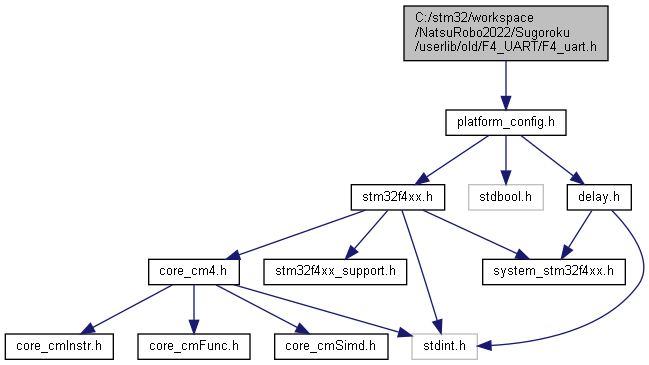 C:/stm32/workspace
/NatsuRobo2022/Sugoroku
/userlib/old/F4_UART/F4_uart.h
platform_config.h
stm32f4xx.h
stdbool.h
delay.h
core_cm4.h
stm32f4xx_support.h
system_stm32f4xx.h
core_cmInstr.h
core_cmFunc.h
core_cmSimd.h
stdint.h